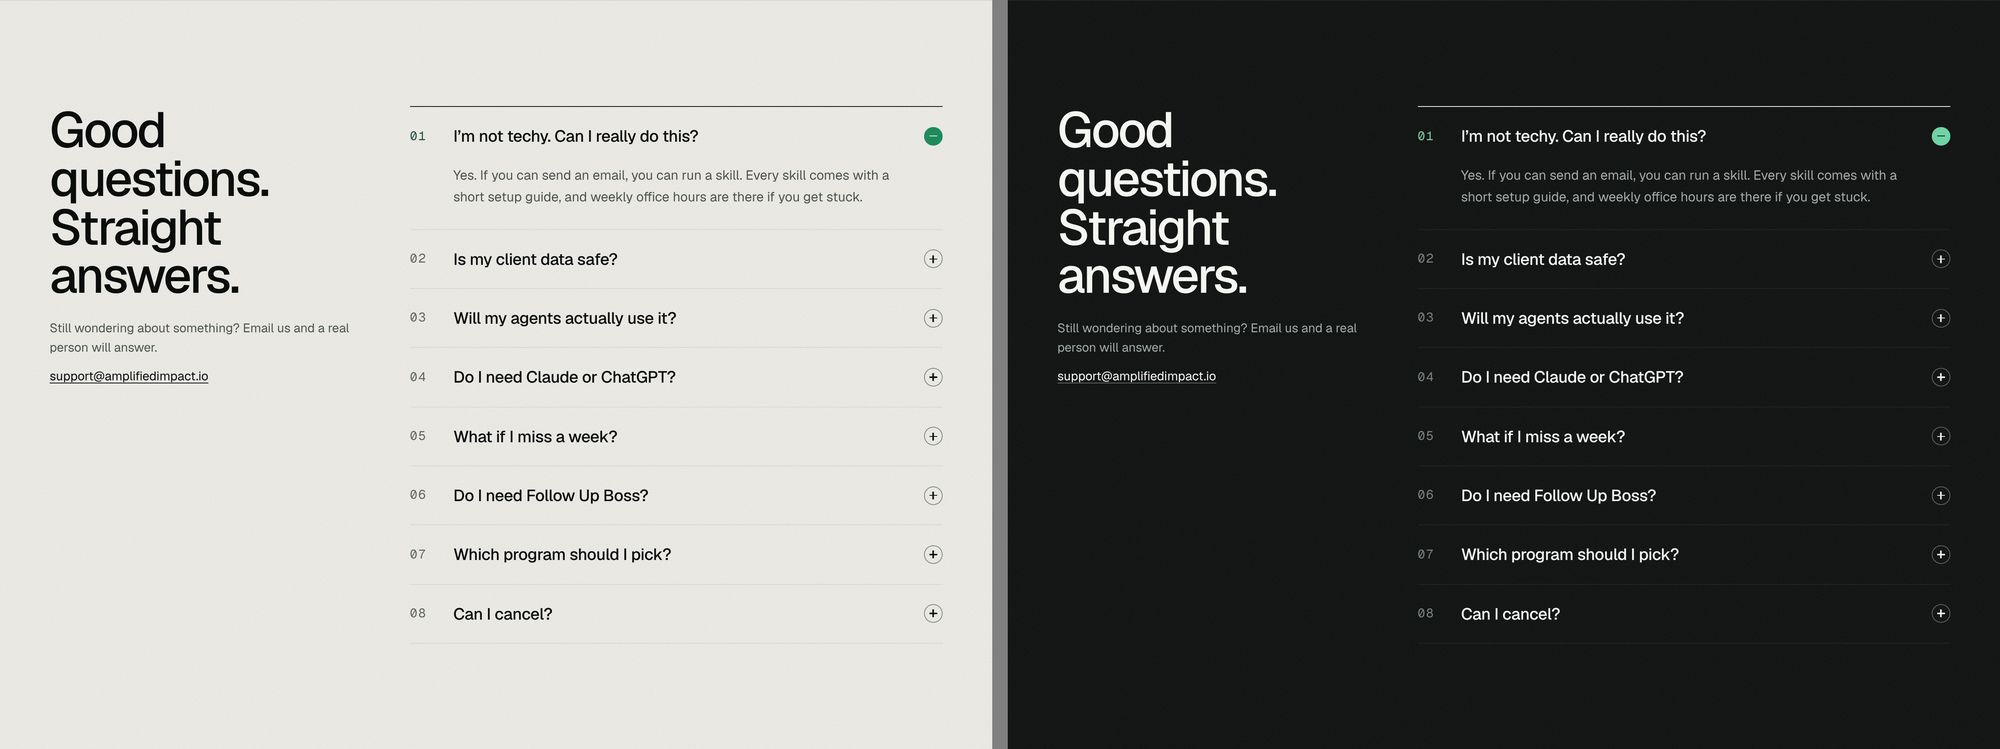 Good
questions.
Straight
answers.
Still wondering about something? Email us and a real
person will answer.
support@amplifiedimpact.io
01 I'm not techy. Can I really do this?
Yes. If you can send an email, you can run a skill. Every skill comes with a
short setup guide, and weekly office hours are there if you get stuck.
02 Is my client data safe?
03 Will my agents actually use it?
04 Do I need Claude or ChatGPT?
05 What if I miss a week?
06 Do I need Follow Up Boss?
07 Which program should I pick?
08 Can I cancel?
Good
questions.
Straight
answers.
Still wondering about something? Email us and a real
person will answer.
support@amplifiedimpact.io
01 I'm not techy. Can I really do this?
Yes. If you can send an email, you can run a skill. Every skill comes with a
short setup guide, and weekly office hours are there if you get stuck.
02 Is my client data safe?
03 Will my agents actually use it?
04 Do I need Claude or ChatGPT?
05 What if I miss a week?
06 Do I need Follow Up Boss?
07 Which program should I pick?
08 Can I cancel?